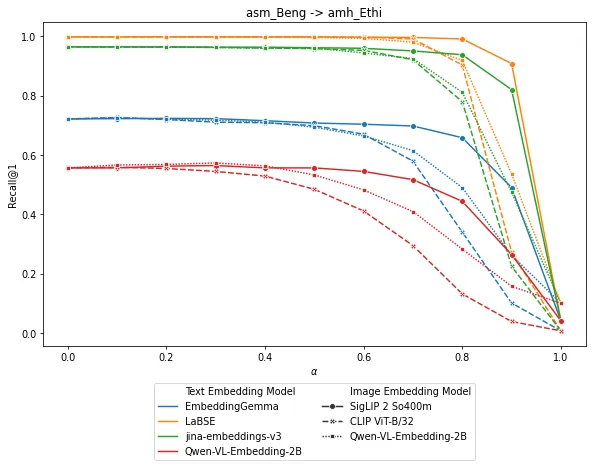 asm_Beng -> amh_Ethi
1.0
0.8
0.6
0.4
0.2
0.0
Recall@1
0.0 0.2 0.4 0.6 0.8 1.0
α
Text Embedding Model Image Embedding Model
EmbeddingGemma SigLIP 2 So400m
LaBSE CLIP ViT-B/32
jina-embeddings-v3 Qwen-VL-Embedding-2B
Qwen-VL-Embedding-2B